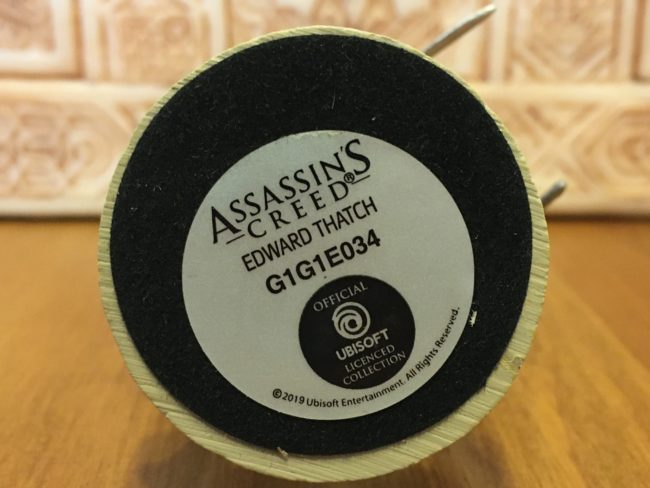 ASSASSIN'S
CREED®
EDWARD THATCH
G1G1E034
OFFICIAL
UBISOFT
LICENCED
COLLECTION
©2019 Ubisoft Entertainment. All Rights Reserved.